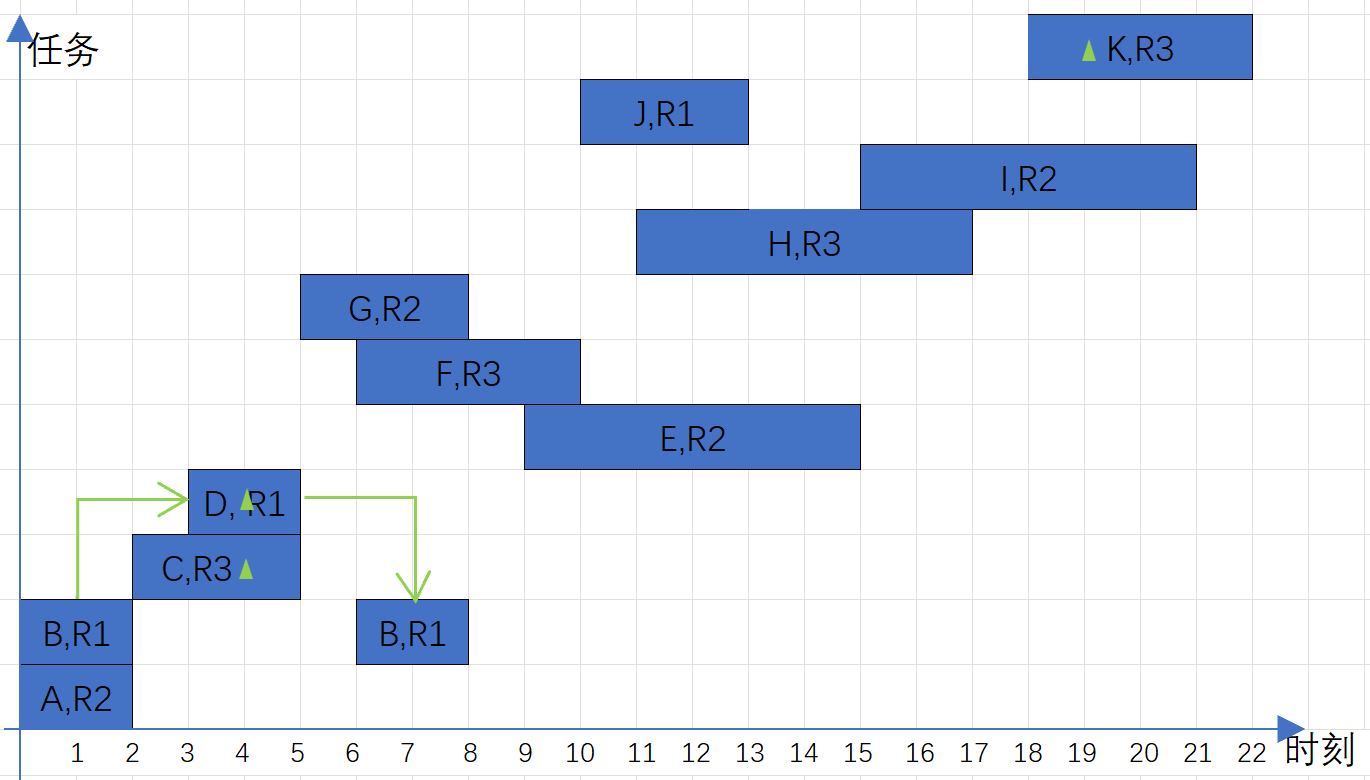 任务
K,R3
J,R1
I,R2
H,R3
G,R2
F,R3
E,R2
D, R1
C,R3
B,R1 B,R1
A,R2
1 2 3 4 5 6 7 8 9 10 11 12 13 14 15 16 17 18 19 20 21 22 时刻